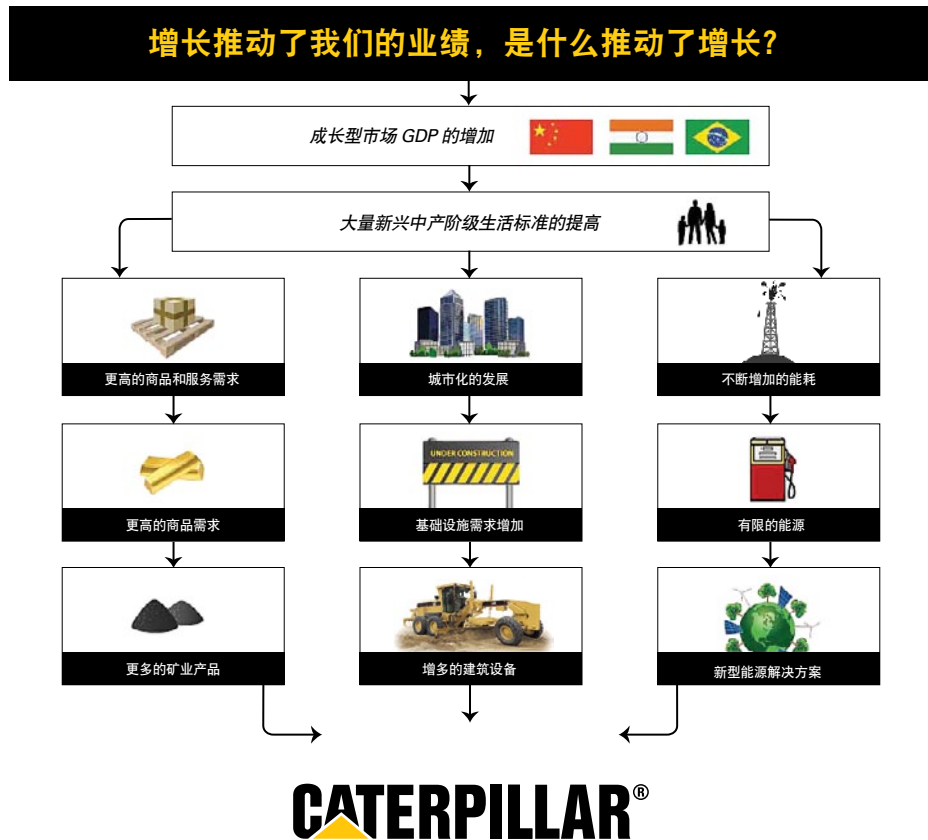 增长推动了我们的业绩，是什么推动了增长？
成长型市场 GDP 的增加
大量新兴中产阶级生活标准的提高
更高的商品和服务需求
城市化的发展
不断增加的能耗
UNDER CONSTRUCTION
更高的商品需求
基础设施需求增加
有限的能源
更多的矿业产品
增多的建筑设备
新型能源解决方案
CATERPILLAR®